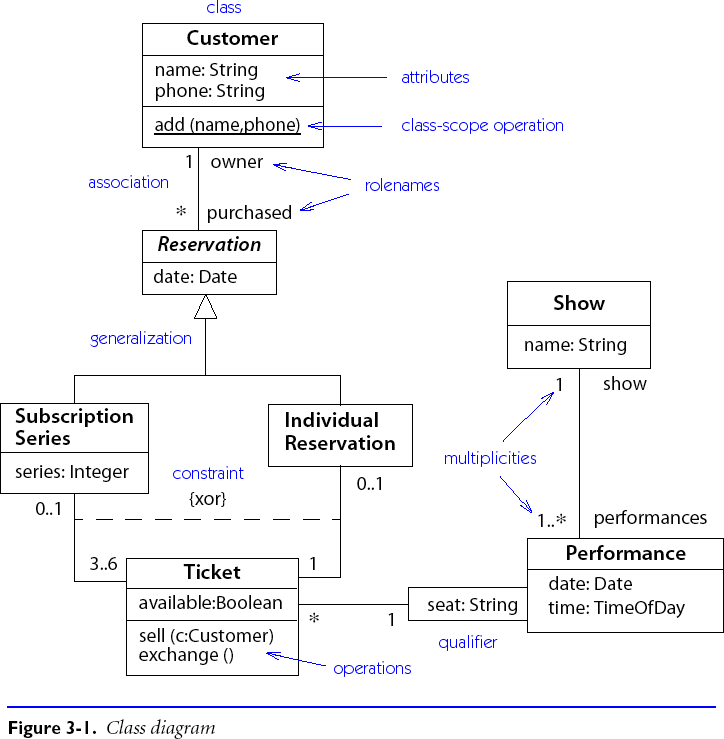 class
Customer
name: String
phone: String
attributes
add (name,phone)
class-scope operation
1 owner
association
rolenames
* purchased
Reservation
date: Date
generalization
Show
name: String
1 show
multiplicities
1..* performances
Subscription
Series
series: Integer
Individual
Reservation
0..1
constraint
{xor}
0..1
3..6
1
Ticket
available:Boolean
sell (c:Customer)
exchange ()
operations
*
1
seat: String
qualifier
Performance
date: Date
time: TimeOfDay
Figure 3-1. Class diagram